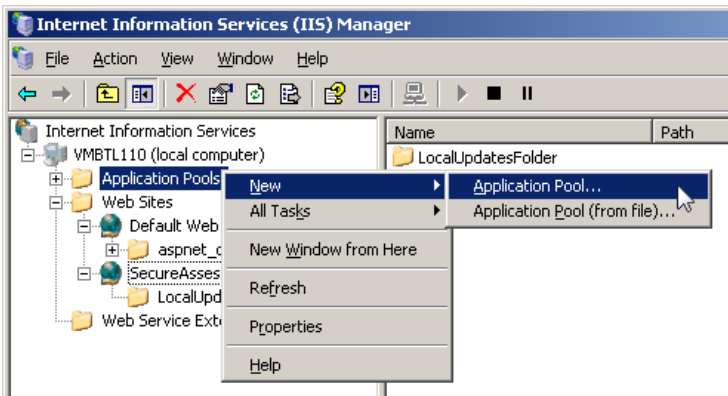 Internet Information Services (IIS) Manager
File Action View Window Help
Internet Information Services
Name Path
VMBTL110 (local computer)
LocalUpdatesFolder
Application Pools
New
Application Pool...
Web Sites
All Tasks
Application Pool (from file)...
Default Web
aspnet_c
New Window from Here
SecureAsses
Refresh
LocalUpd
Web Service Exte
Properties
Help